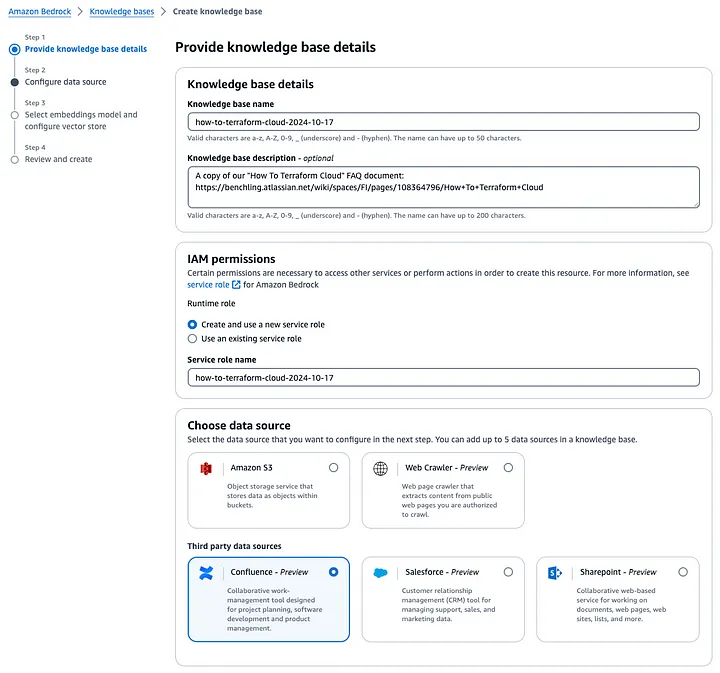 Amazon Bedrock > Knowledge bases > Create knowledge base
Step 1
Provide knowledge base details
Step 2
Configure data source
Step 3
Select embeddings model and
configure vector store
Step 4
Review and create
Provide knowledge base details
Knowledge base details
Knowledge base name
how-to-terraform-cloud-2024-10-17
Valid characters are a-z, A-Z, 0-9, _ (underscore) and - (hyphen). The name can have up to 50 characters.
Knowledge base description - optional
A copy of our "How To Terraform Cloud" FAQ document:
https://benchling.atlassian.net/wiki/spaces/FI/pages/108364796/How+To+Terraform+Cloud
Valid characters are a-z, A-Z, 0-9, _ (underscore) and - (hyphen). The name can have up to 200 characters.
IAM permissions
Certain permissions are necessary to access other services or perform actions in order to create this resource. For more information, see
service role for Amazon Bedrock
Runtime role
Create and use a new service role
Use an existing service role
Service role name
how-to-terraform-cloud-2024-10-17
Choose data source
Select the data source that you want to configure in the next step. You can add up to 5 data sources in a knowledge base.
Amazon S3
Object storage service that
stores data as objects within
buckets.
Web Crawler - Preview
Web page crawler that
extracts content from public
web pages you are authorized
to crawl.
Third party data sources
Confluence - Preview
Collaborative work-
management tool designed
for project planning, software
development and product
management.
Salesforce - Preview
Customer relationship
management (CRM) tool for
managing support, sales, and
marketing data.
Sharepoint - Preview
Collaborative web-based
service for working on
documents, web pages, web
sites, lists, and more.